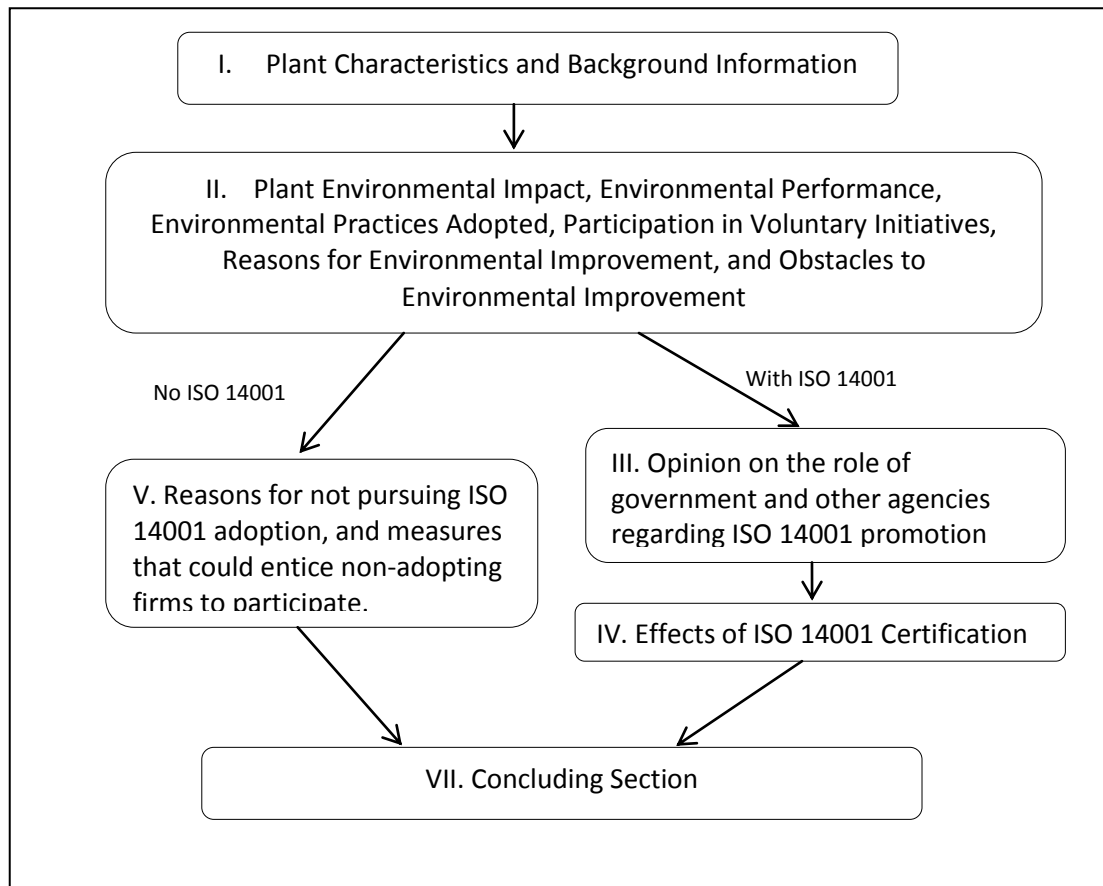 I. Plant Characteristics and Background Information
II. Plant Environmental Impact, Environmental Performance,
Environmental Practices Adopted, Participation in Voluntary Initiatives,
Reasons for Environmental Improvement, and Obstacles to
Environmental Improvement
No ISO 14001
With ISO 14001
V. Reasons for not pursuing ISO
14001 adoption, and measures
that could entice non-adopting
firms to participate.
III. Opinion on the role of
government and other agencies
regarding ISO 14001 promotion
IV. Effects of ISO 14001 Certification
VII. Concluding Section